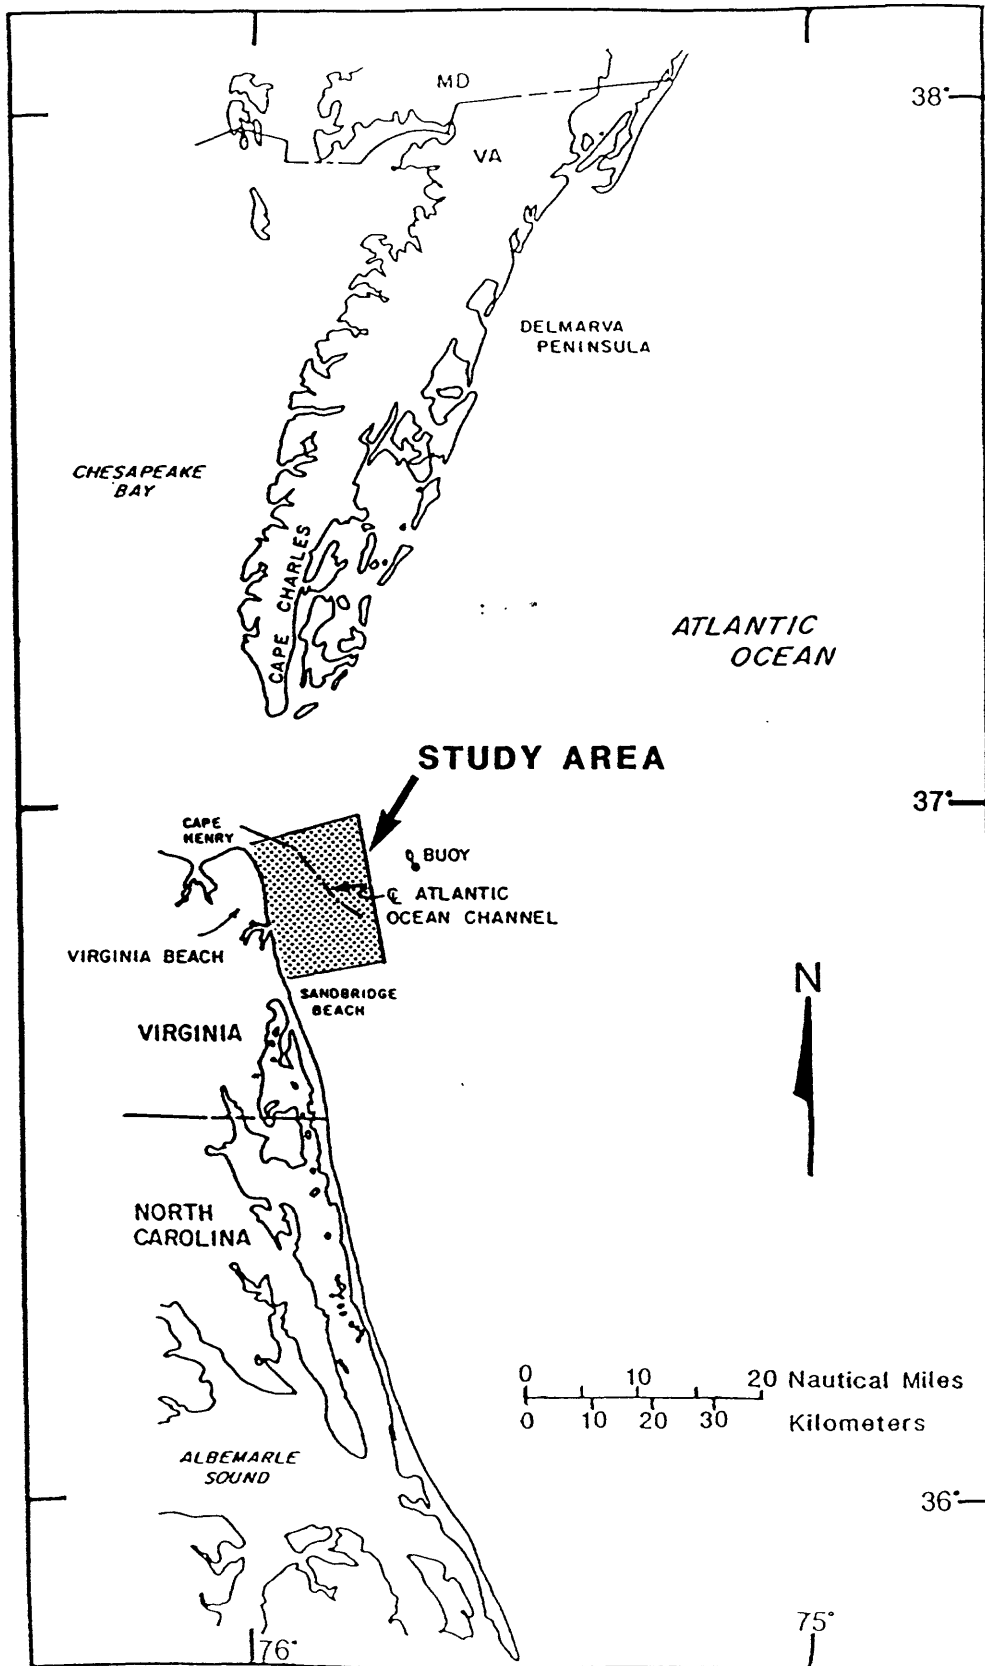 MD
38°
VA
DELMARVA
PENINSULA
CHESAPEAKE
BAY
CAPE CHARLES
ATLANTIC
OCEAN
STUDY AREA
37°
CAPE
HENRY
BUOY
℄ ATLANTIC
OCEAN CHANNEL
VIRGINIA BEACH
SANDBRIDGE
BEACH
N
VIRGINIA
NORTH
CAROLINA
0 10 20 Nautical Miles
0 10 20 30 Kilometers
ALBEMARLE
SOUND
36°
76°
75°